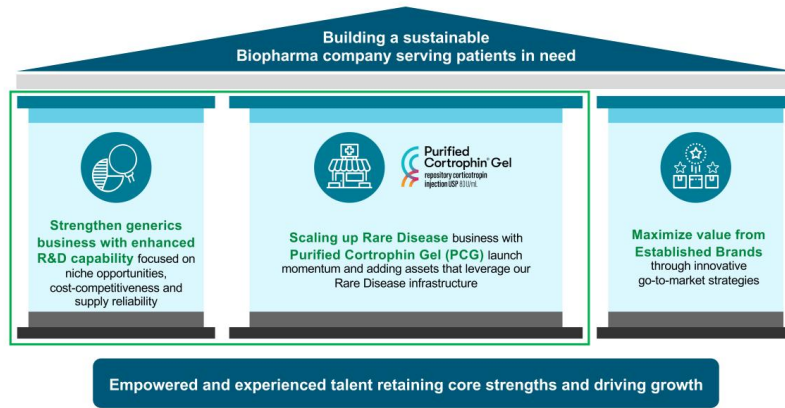 Building a sustainable
Biopharma company serving patients in need
Strengthen generics
business with enhanced
R&D capability focused on
niche opportunities,
cost-competitiveness and
supply reliability
Purified
Cortrophin® Gel
repository corticotropin
injection USP 80 U/mL
Scaling up Rare Disease business with
Purified Cortrophin Gel (PCG) launch
momentum and adding assets that leverage our
Rare Disease infrastructure
Maximize value from
Established Brands
through innovative
go-to-market strategies
Empowered and experienced talent retaining core strengths and driving growth